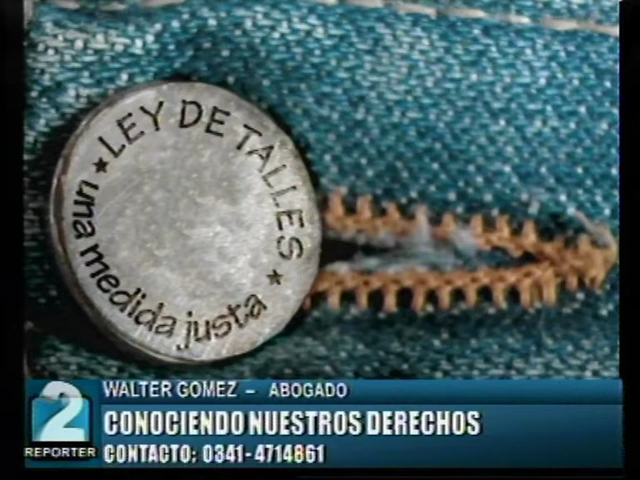 ★ LEY DE TALLES ★
una medida justa
WALTER GOMEZ – ABOGADO
2
CONOCIENDO NUESTROS DERECHOS
REPORTER
CONTACTO: 0341-4714861